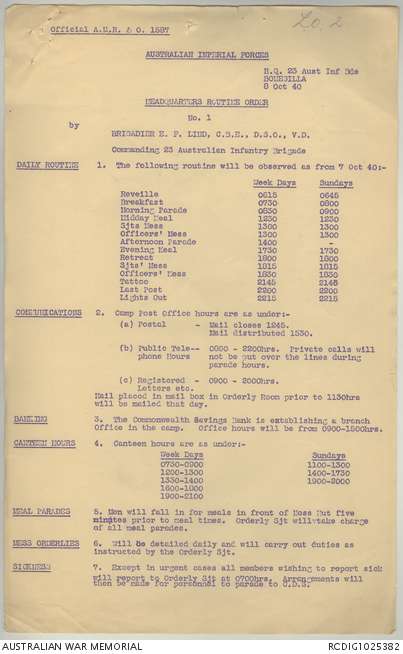 Official A.U.R. & O. 1587
Lo. 2
AUSTRALIAN IMPERIAL FORCES
H.Q. 23 Aust Inf Bde
BONEGILLA
8 Oct 40
HEADQUARTERS ROUTINE ORDER
No. 1
by
BRIGADIER E. F. LIND, C.B.E., D.S.O., V.D.
Commanding 23 Australian Infantry Brigade
DAILY ROUTINE 1. The following routine will be observed as from 7 Oct 40:-
Week Days Sundays
Reveille 0615 0645
Breakfast 0730 0800
Morning Parade 0830 0900
Midday Meal 1230 1230
Sjts Mess 1300 1300
Officers' Mess 1300 1300
Afternoon Parade 1400 -
Evening Meal 1730 1730
Retreat 1800 1800
Sjts' Mess 1815 1815
Officers' Mess 1830 1830
Tattoo 2145 2145
Last Post 2200 2200
Lights Out 2215 2215
COMMUNICATIONS 2. Camp Post Office hours are as under:-
(a) Postal - Mail closes 1245.
Mail distributed 1530.
(b) Public Tele-- 0900 - 2200hrs. Private calls will
phone Hours not be put over the lines during
parade hours.
(c) Registered - 0900 - 2000hrs.
Letters etc.
Mail placed in mail box in Orderly Room prior to 1130hrs
will be mailed that day.
BANKING 3. The Commonwealth Savings Bank is establishing a branch
Office in the camp. Office hours will be from 0900-1500hrs.
CANTEEN HOURS 4. Canteen hours are as under:-
Week Days Sundays
0730-0900 1100-1300
1200-1300 1400-1730
1330-1400 1900-2000
1600-1800
1900-2100
MEAL PARADES 5. Men will fall in for meals in front of Mess Hut five
minutes prior to meal times. Orderly Sjt will take charge
of all meal parades.
MESS ORDERLIES 6. Will be detailed daily and will carry out duties as
instructed by the Orderly Sjt.
SICKNESS 7. Except in urgent cases all members wishing to report sick
will report to Orderly Sjt at 0700hrs. Arrangements will
then be made for personnel to parade to C.D.S.
AUSTRALIAN WAR MEMORIAL
RCDIG1025382